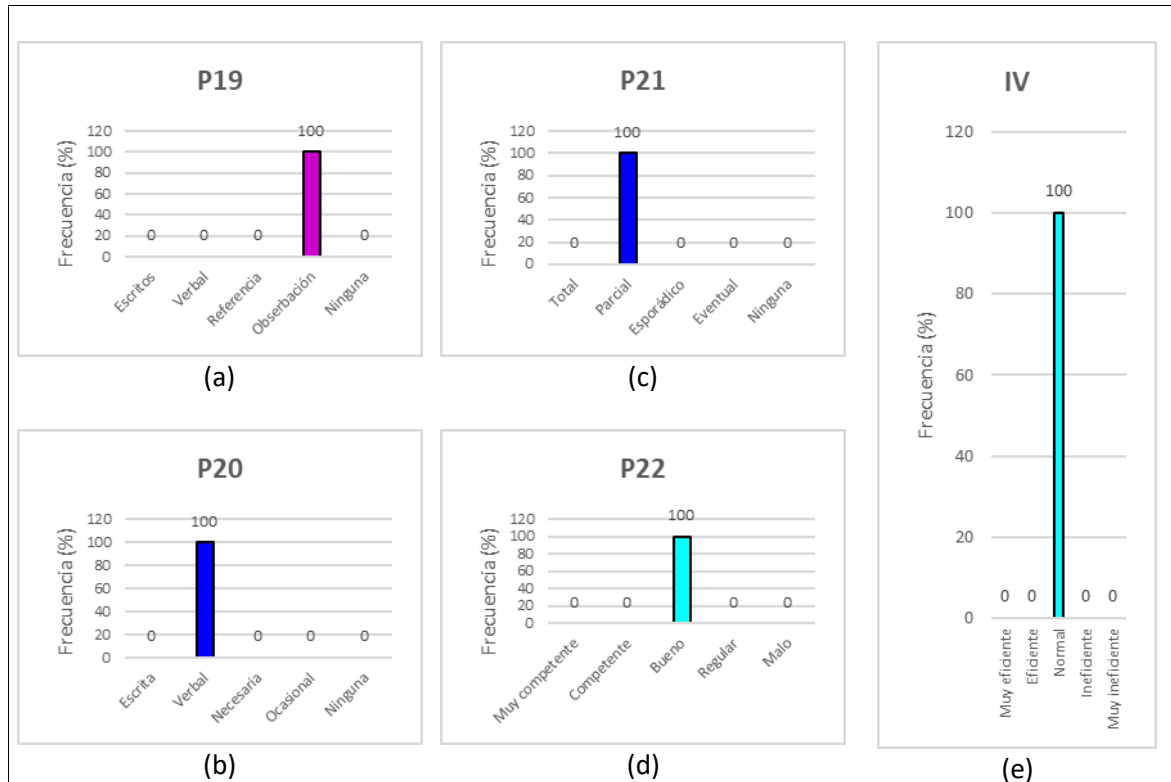 P19
Frecuencia (%)
120
100
80
60
40
20
0
0
0
0
100
0
Escritos
Verbal
Referencia
Obserbación
Ninguna
(a)
P21
Frecuencia (%)
120
100
80
60
40
20
0
0
100
0
0
0
Total
Parcial
Esporádico
Eventual
Ninguna
(c)
P20
Frecuencia (%)
120
100
80
60
40
20
0
0
100
0
0
0
Escrita
Verbal
Necesaria
Ocasional
Ninguna
(b)
P22
Frecuencia (%)
120
100
80
60
40
20
0
0
0
100
0
0
Muy competente
Competente
Bueno
Regular
Malo
(d)
IV
Frecuencia (%)
120
100
80
60
40
20
0
0
0
100
0
0
Muy eficiente
Eficiente
Normal
Ineficiente
Muy ineficiente
(e)